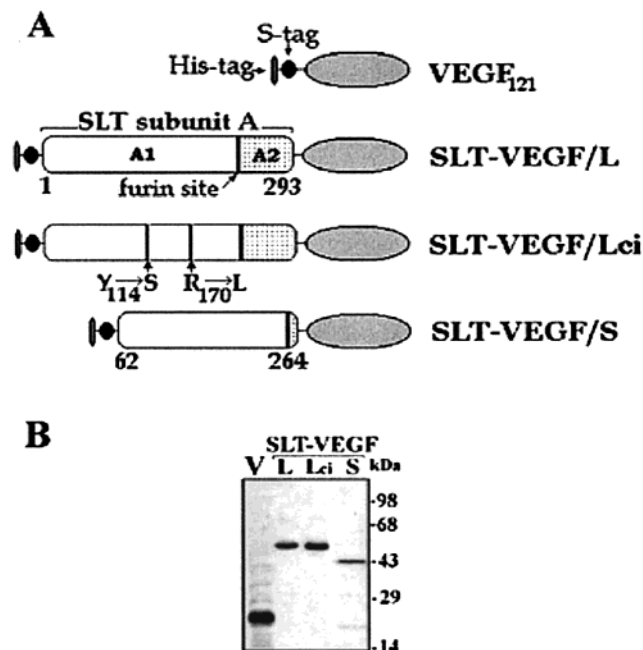 A
S-tag
His-tag
VEGF121
SLT subunit A
A1
A2
SLT-VEGF/L
1
furin site
293
SLT-VEGF/Lci
Y114→S
R170→L
SLT-VEGF/S
62
264
B
SLT-VEGF
V L Lci S kDa
-98
-68
-43
-29
-14